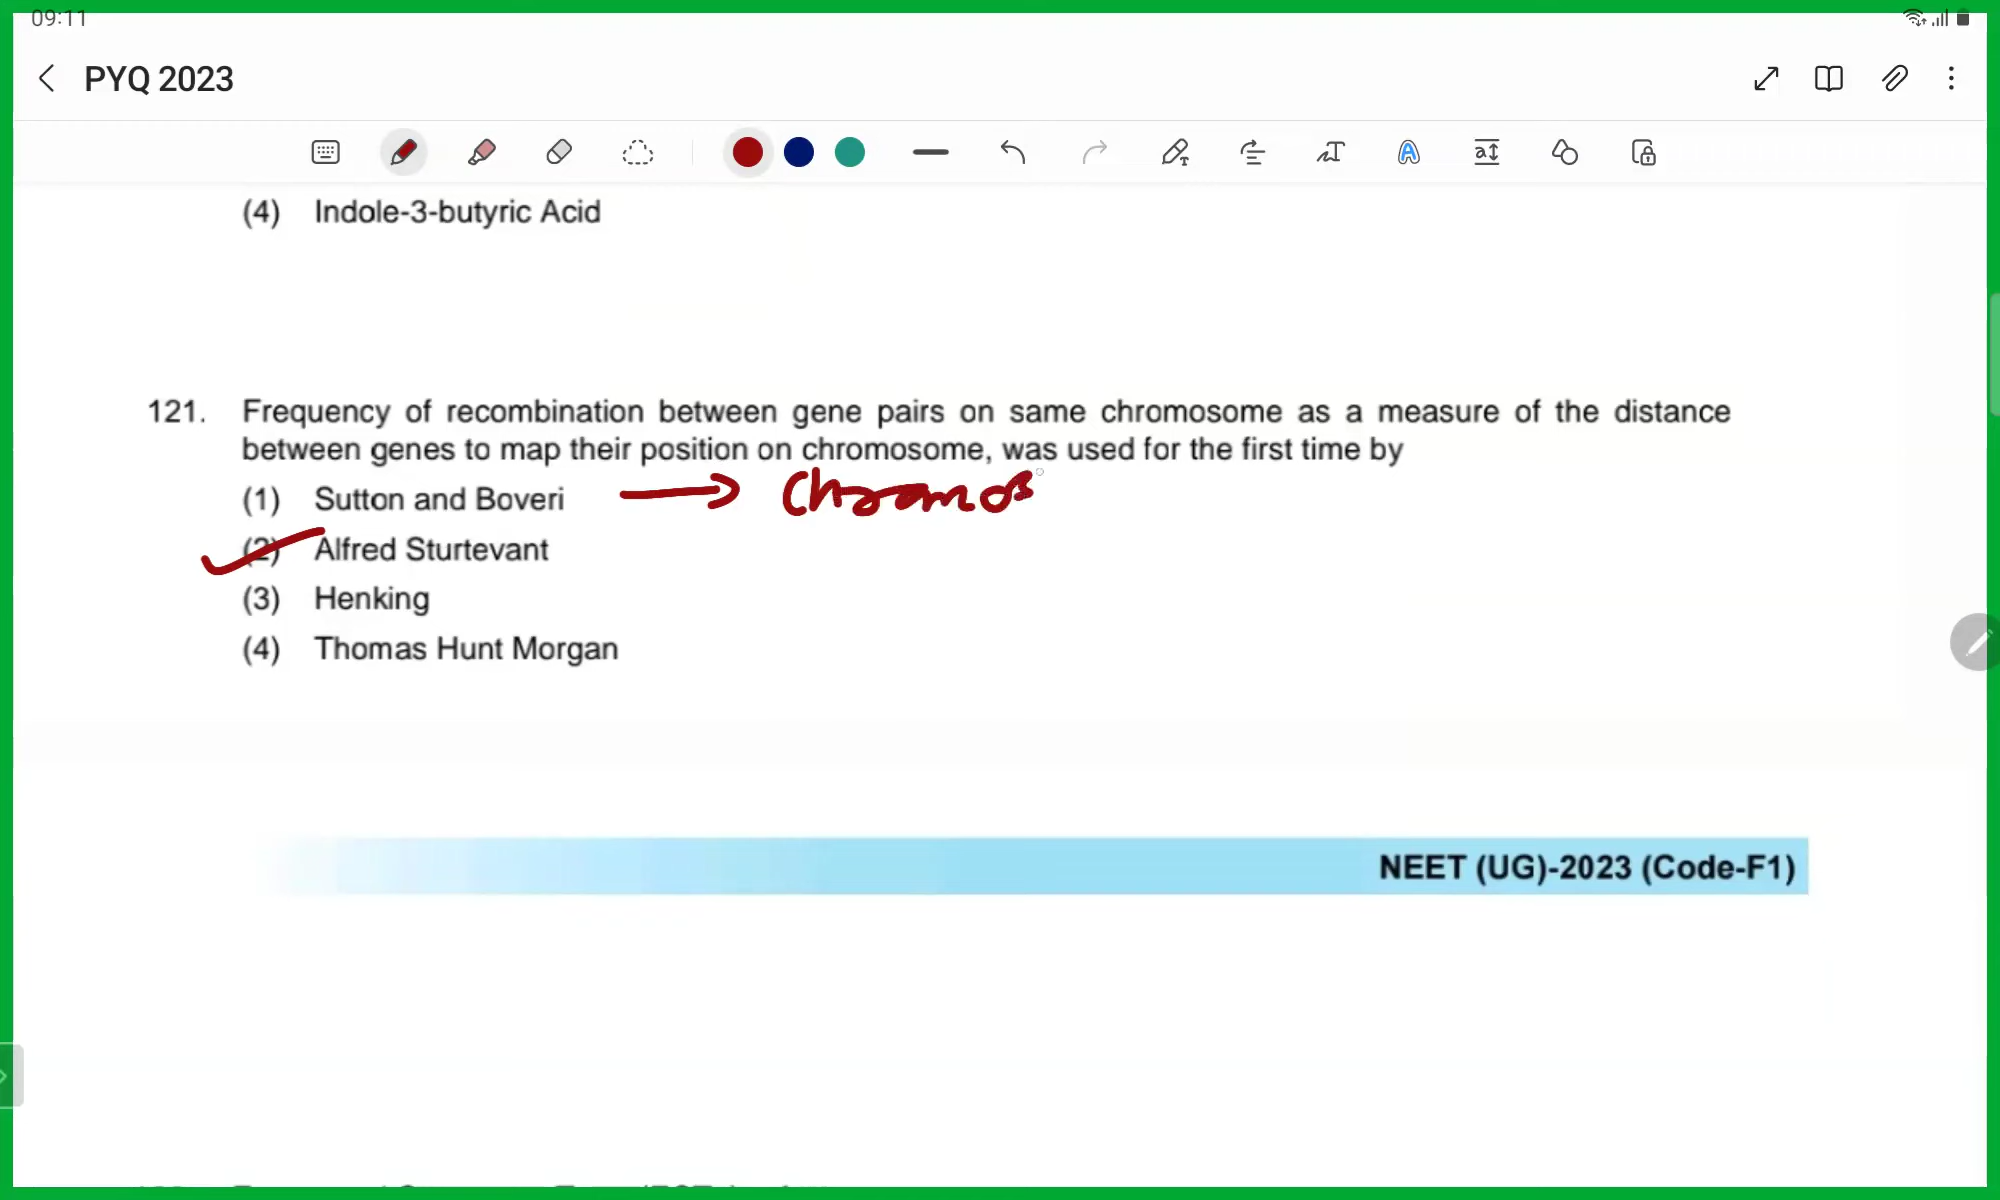 09:11
PYQ 2023
(4) Indole-3-butyric Acid
121. Frequency of recombination between gene pairs on same chromosome as a measure of the distance
between genes to map their position on chromosome, was used for the first time by
(1) Sutton and Boveri → Chromos
(2) Alfred Sturtevant
(3) Henking
(4) Thomas Hunt Morgan
NEET (UG)-2023 (Code-F1)